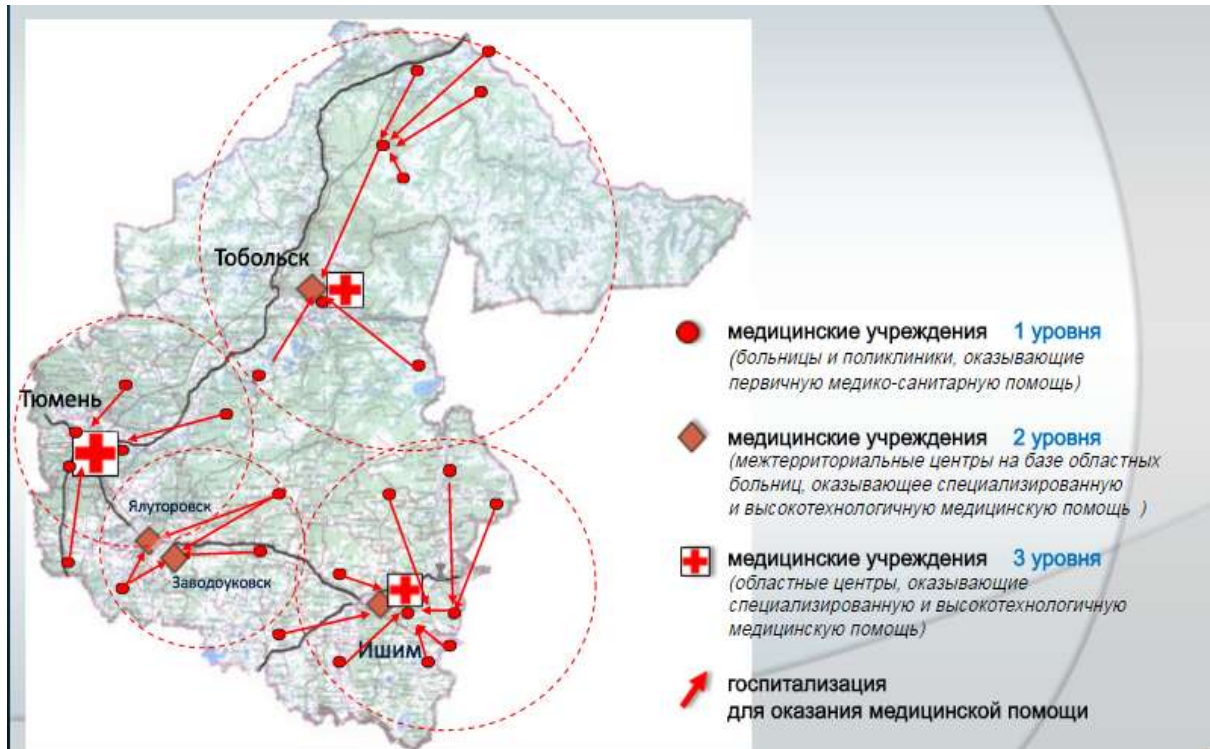 Тобольск
Тюмень
Ялуторовск
Заводоуковск
Ишим
медицинские учреждения 1 уровня
(больницы и поликлиники, оказывающие
первичную медико-санитарную помощь)
медицинские учреждения 2 уровня
(межтерриториальные центры на базе областных
больниц, оказывающее специализированную
и высокотехнологичную медицинскую помощь )
медицинские учреждения 3 уровня
(областные центры, оказывающие
специализированную и высокотехнологичную
медицинскую помощь)
госпитализация
для оказания медицинской помощи